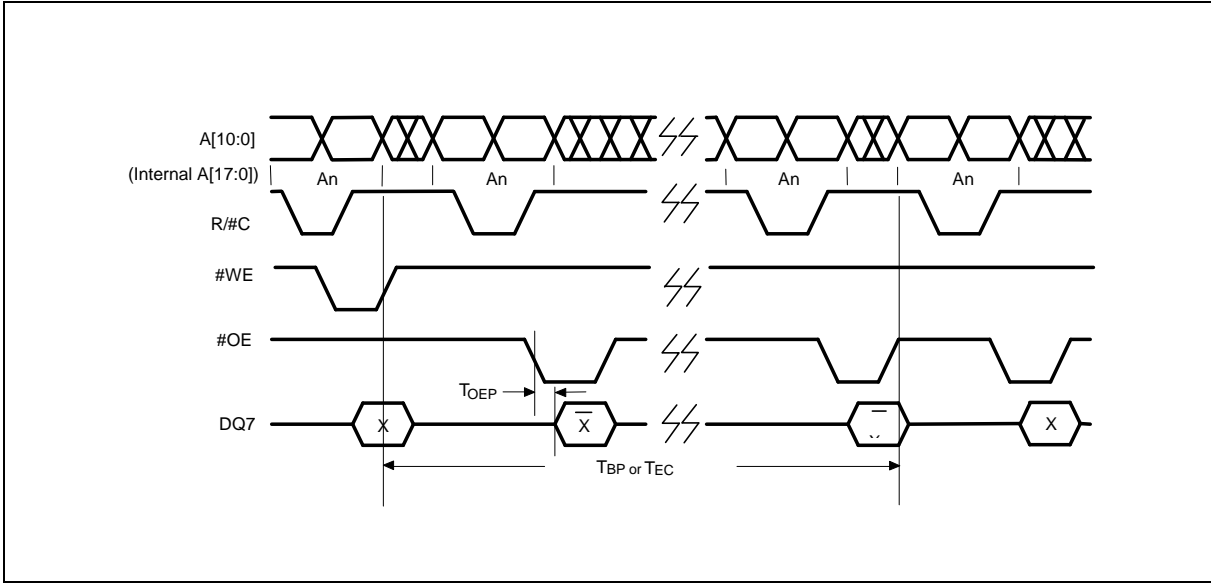 A[10:0]
(Internal A[17:0])
An An An An
R/#C
#WE
#OE
TOEP
DQ7
X X̅ X
TBP or TEC